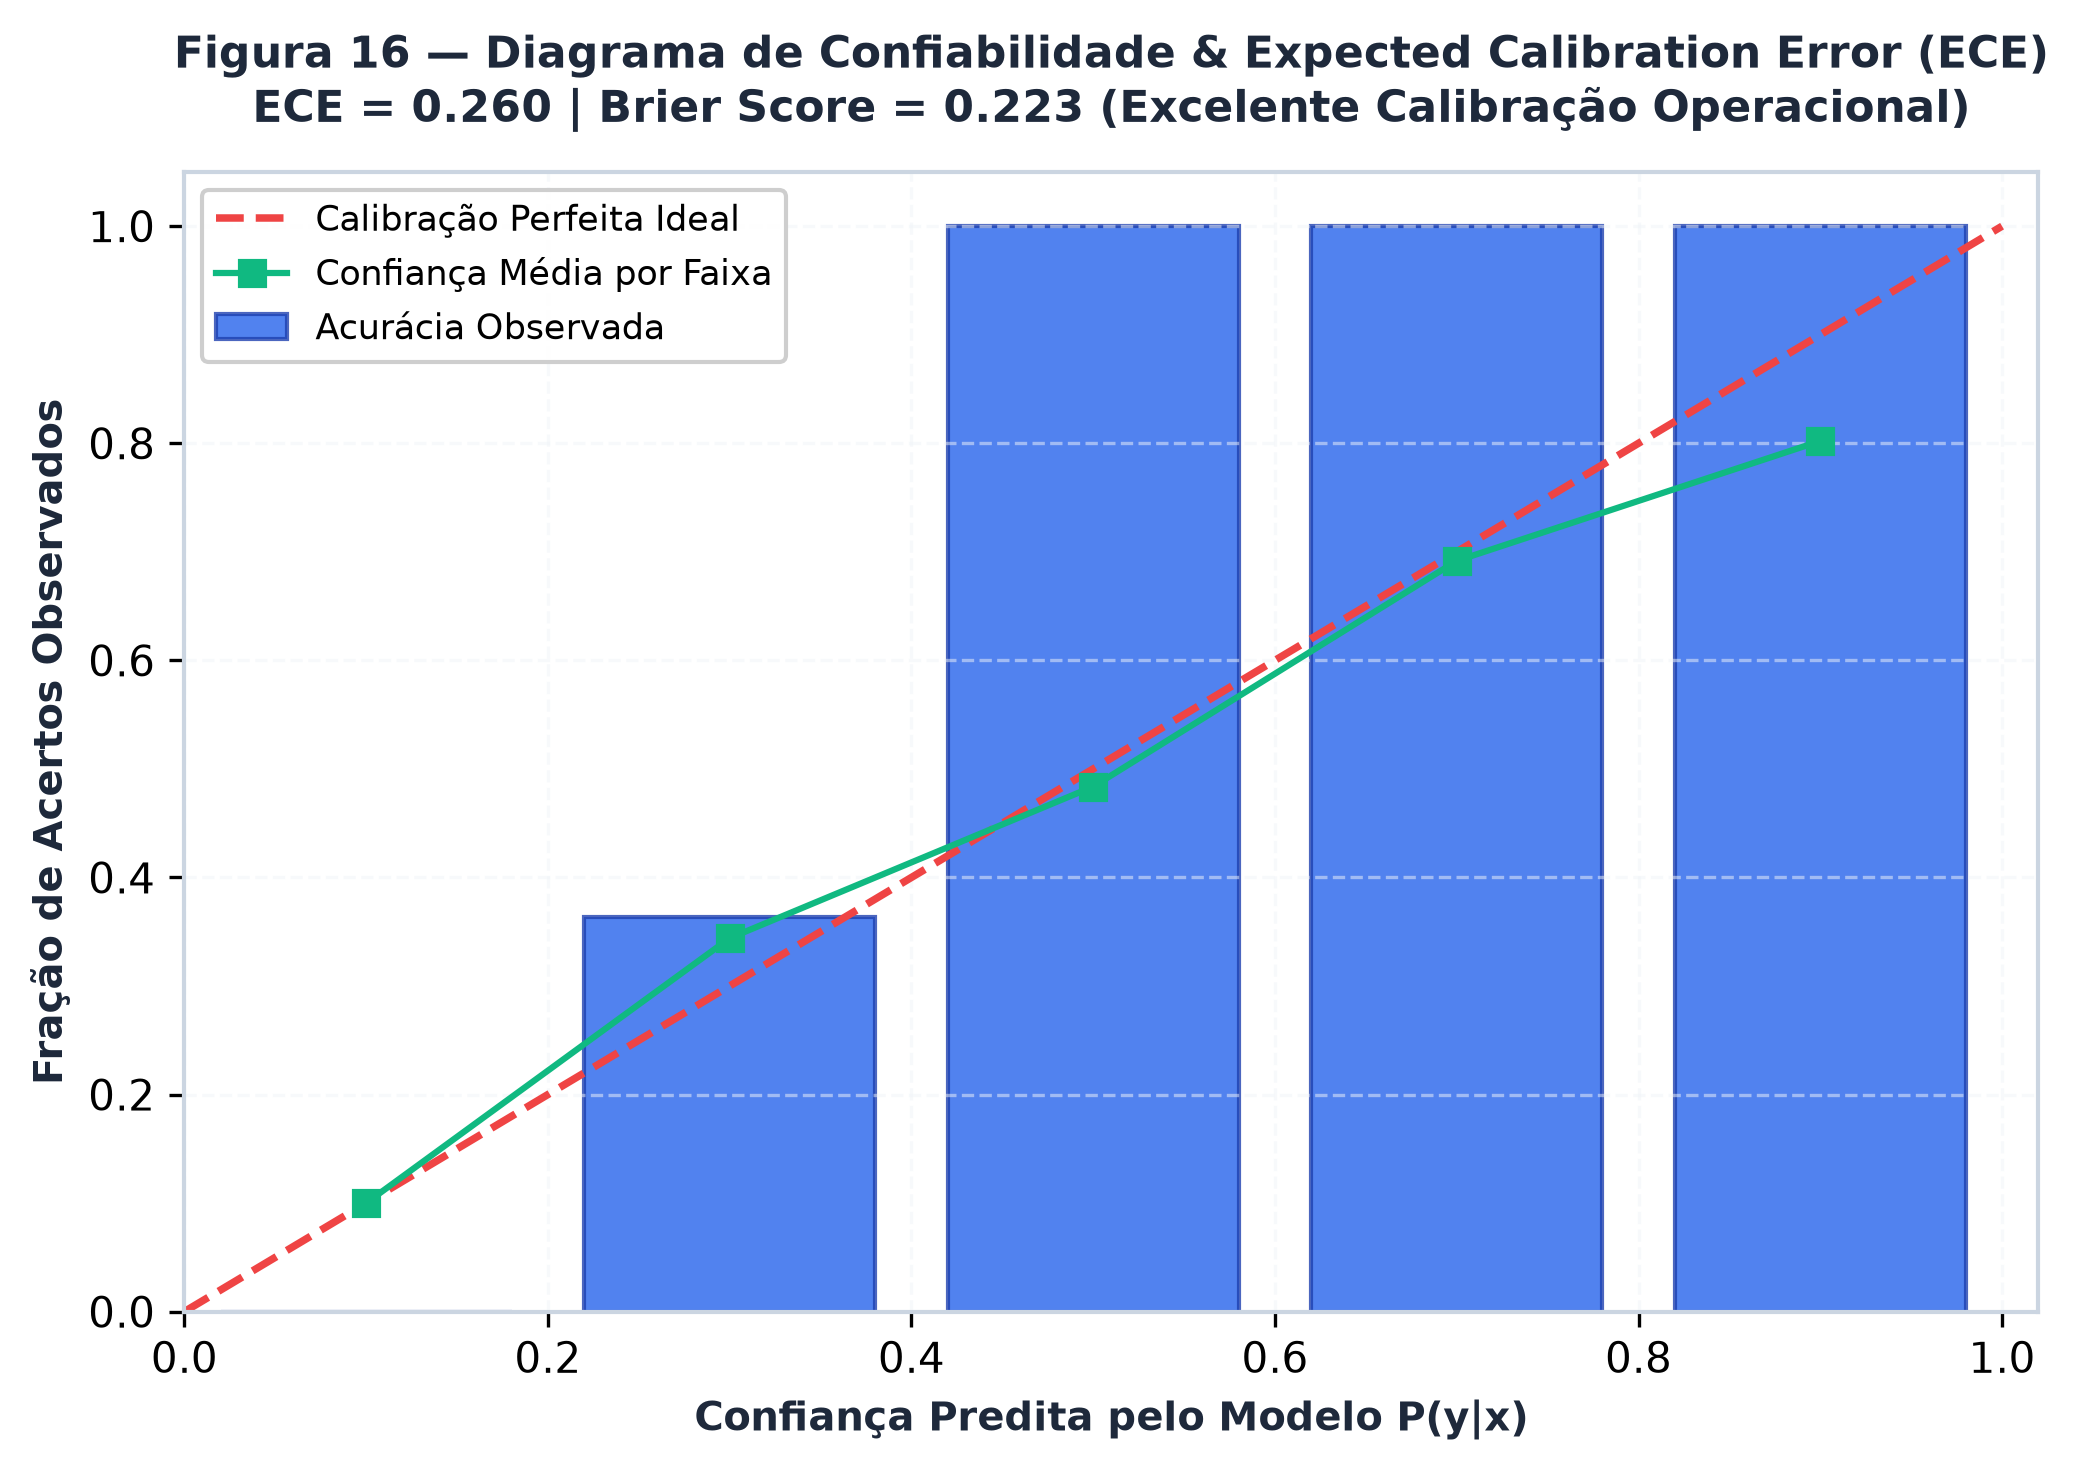 Figura 16 — Diagrama de Confiabilidade & Expected Calibration Error (ECE)
ECE = 0.260 | Brier Score = 0.223 (Excelente Calibração Operacional)
Calibração Perfeita Ideal
Confiança Média por Faixa
Acurácia Observada
Fração de Acertos Observados
1.0
0.8
0.6
0.4
0.2
0.0
0.0 0.2 0.4 0.6 0.8 1.0
Confiança Predita pelo Modelo P(y|x)